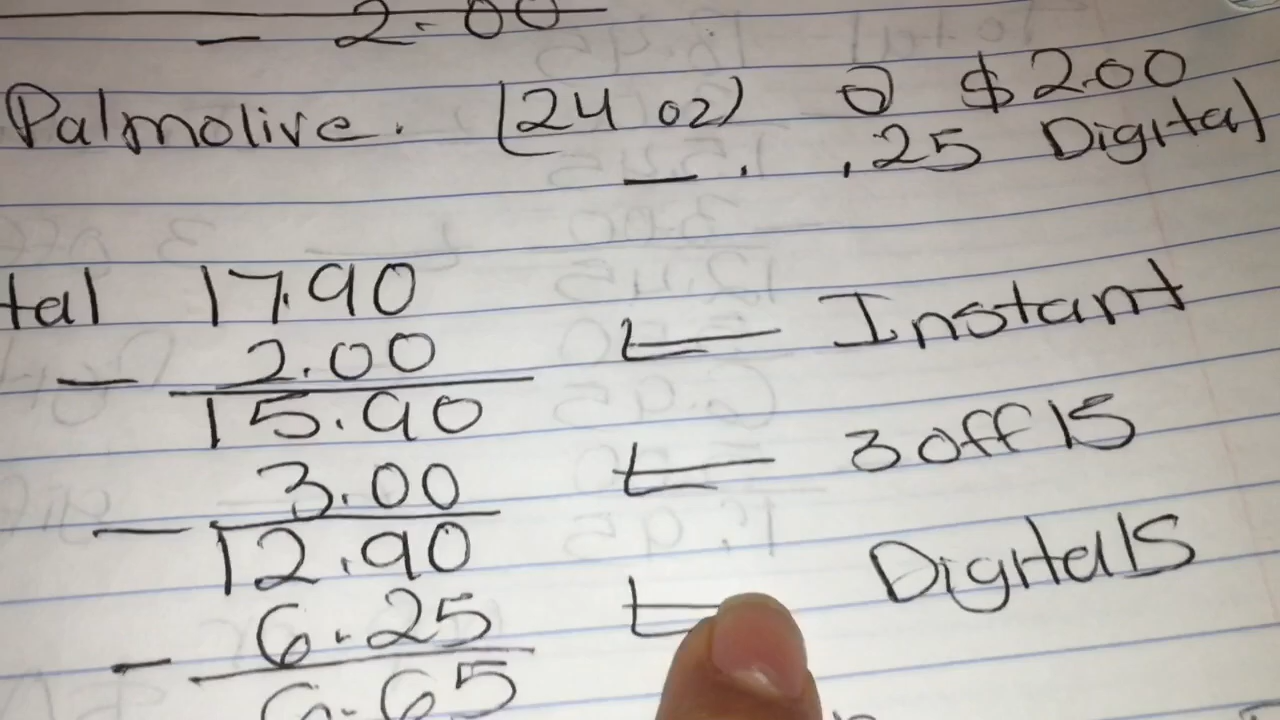 - 2.00
Palmolive. (24 oz) @ $2.00
- . .25 Digital
tal 17.90
- 2.00 Instant
15.90
- 3.00 3 off 15
12.90
- 6.25 Digitals
6.65